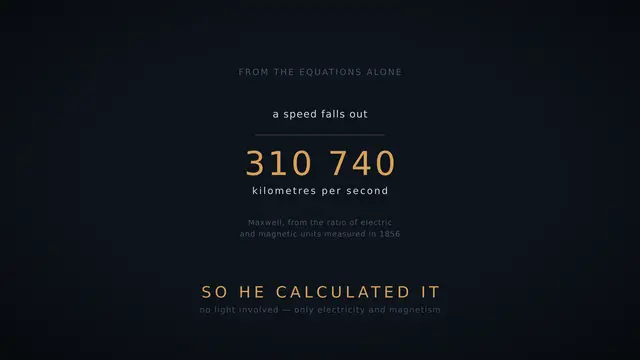 FROM THE EQUATIONS ALONE
a speed falls out
310 740
kilometres per second
Maxwell, from the ratio of electric
and magnetic units measured in 1856
SO HE CALCULATED IT
no light involved — only electricity and magnetism